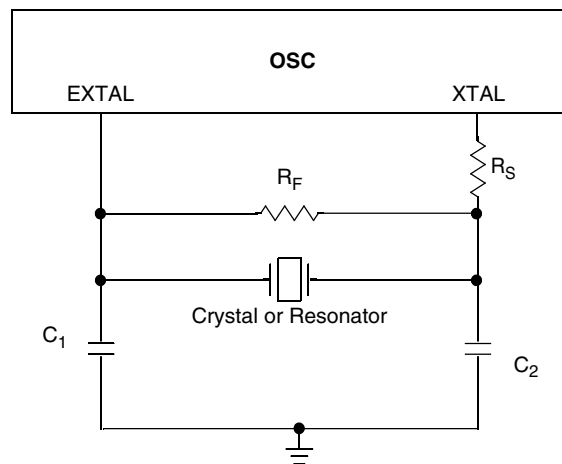 OSC
EXTAL XTAL
R_F
R_S
Crystal or Resonator
C_1
C_2